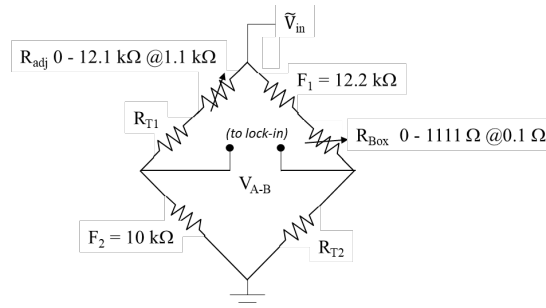 Ṽin
Radj 0 - 12.1 kΩ @1.1 kΩ
F1 = 12.2 kΩ
RT1
(to lock-in)
RBox 0 - 1111 Ω @0.1 Ω
VA-B
F2 = 10 kΩ
RT2